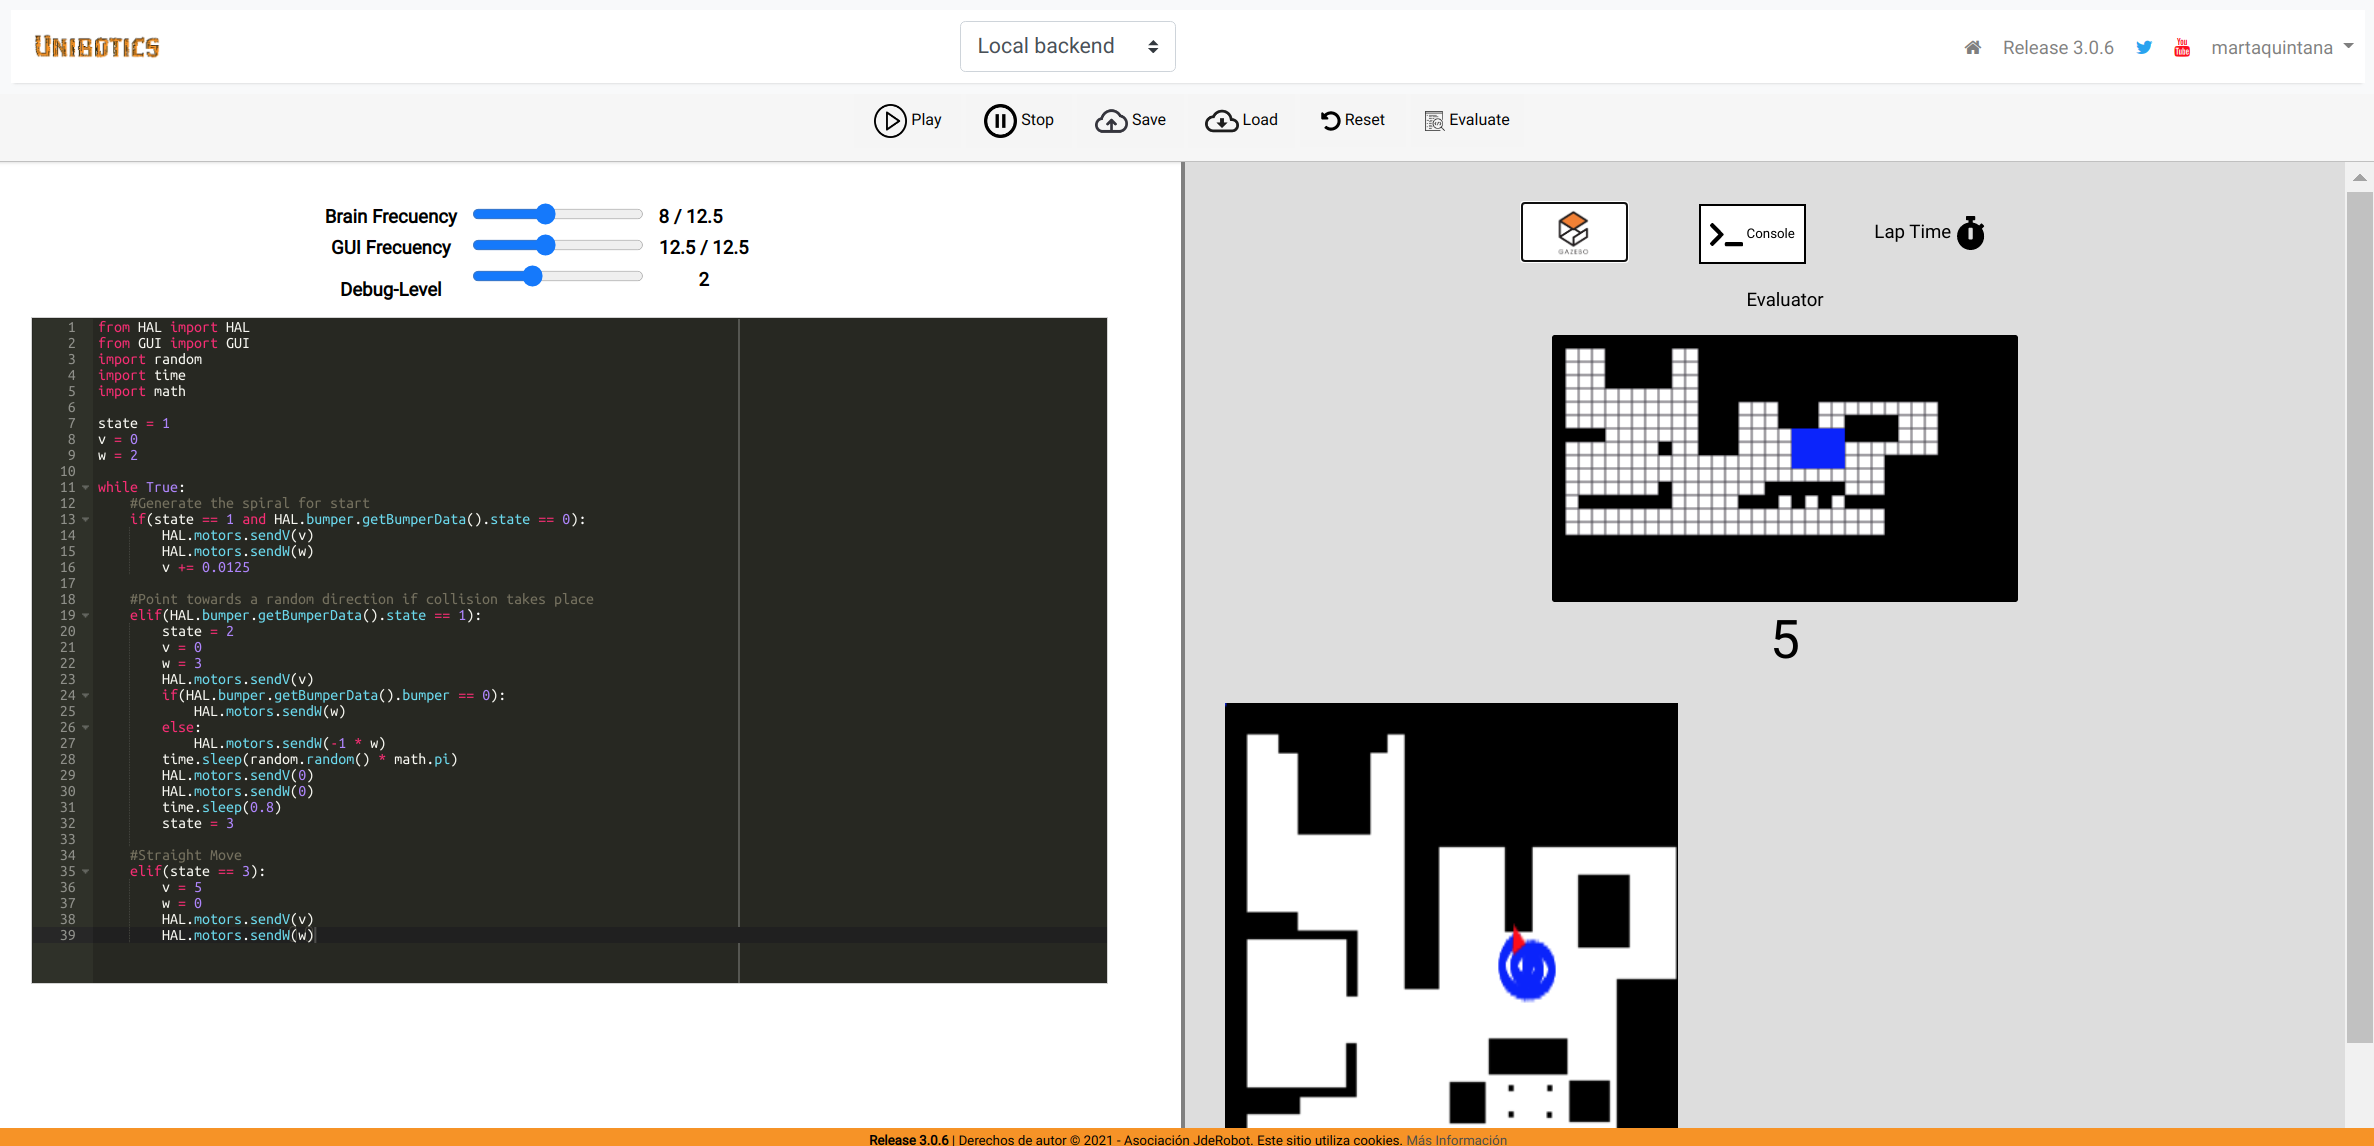 UNIBOTICS
Local backend
Release 3.0.6
You
Tube
martaquintana
Play
Stop
Save
Load
Reset
Evaluate
Brain Frecuency 8 / 12.5
GUI Frecuency 12.5 / 12.5
Debug-Level 2
1 from HAL import HAL
2 from GUI import GUI
3 import random
4 import time
5 import math
6
7 state = 1
8 v = 0
9 w = 2
10
11 while True:
12     #Generate the spiral for start
13     if(state == 1 and HAL.bumper.getBumperData().state == 0):
14         HAL.motors.sendV(v)
15         HAL.motors.sendW(w)
16         v += 0.0125
17
18     #Point towards a random direction if collision takes place
19     elif(HAL.bumper.getBumperData().state == 1):
20         state = 2
21         v = 0
22         w = 3
23         HAL.motors.sendV(v)
24         if(HAL.bumper.getBumperData().bumper == 0):
25             HAL.motors.sendW(w)
26         else:
27             HAL.motors.sendW(-1 * w)
28         time.sleep(random.random() * math.pi)
29         HAL.motors.sendV(0)
30         HAL.motors.sendW(0)
31         time.sleep(0.8)
32         state = 3
33
34     #Straight Move
35     elif(state == 3):
36         v = 5
37         w = 0
38         HAL.motors.sendV(v)
39         HAL.motors.sendW(w)
GAZEBO
Console
Lap Time
Evaluator
5
Release 3.0.6 | Derechos de autor © 2021 - Asociación JdeRobot. Este sitio utiliza cookies. Más Información